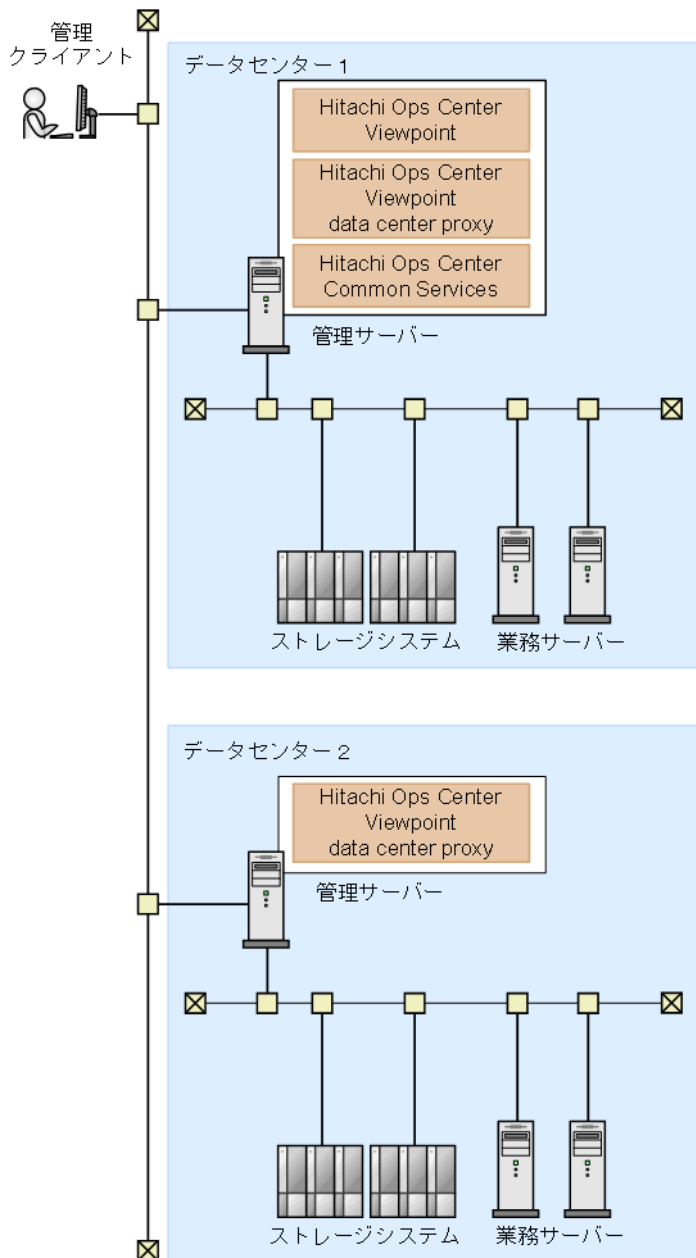 管理
クライアント
データセンター 1
Hitachi Ops Center
Viewpoint
Hitachi Ops Center
Viewpoint
data center proxy
Hitachi Ops Center
Common Services
管理サーバー
ストレージシステム
業務サーバー
データセンター 2
Hitachi Ops Center
Viewpoint
data center proxy
管理サーバー
ストレージシステム
業務サーバー